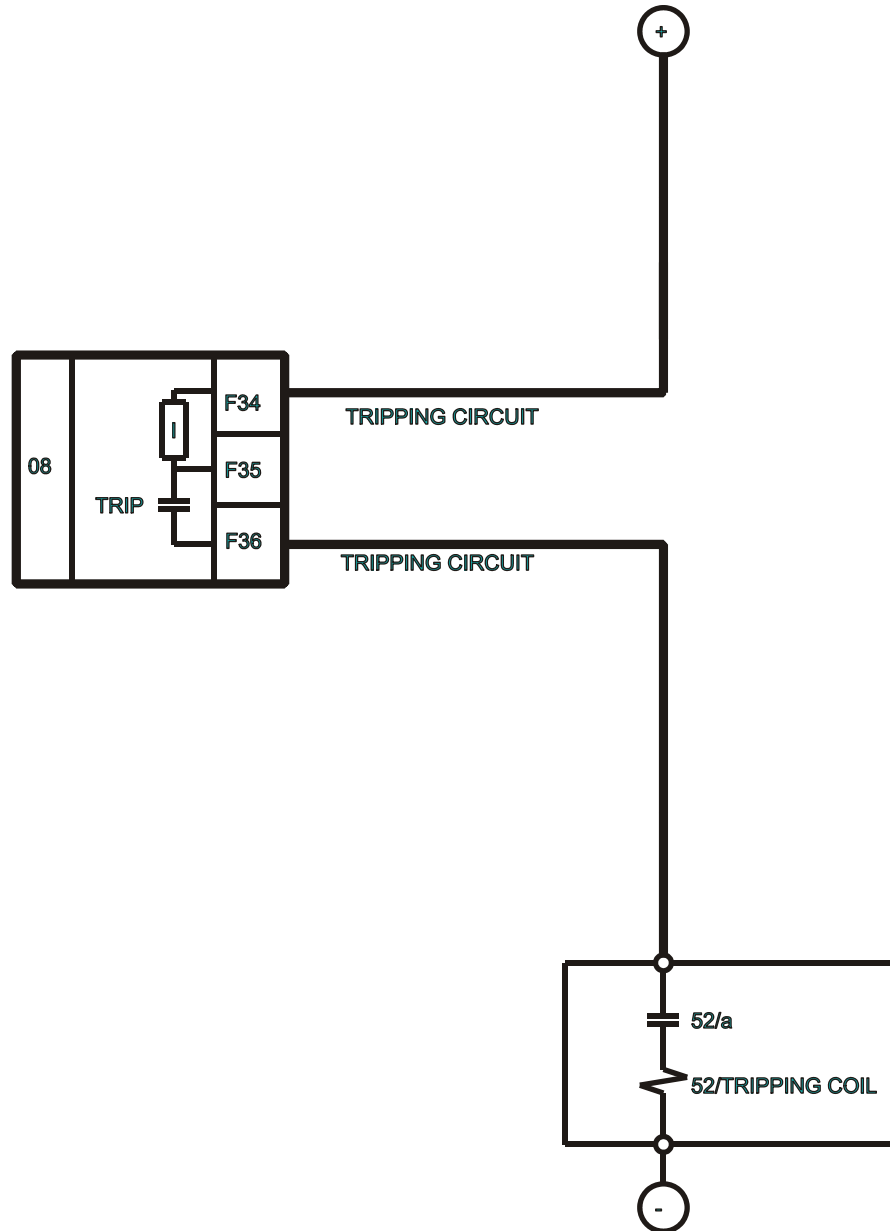 +
F34
TRIPPING CIRCUIT
I
08
F35
TRIP
F36
TRIPPING CIRCUIT
52/a
52/TRIPPING COIL
-